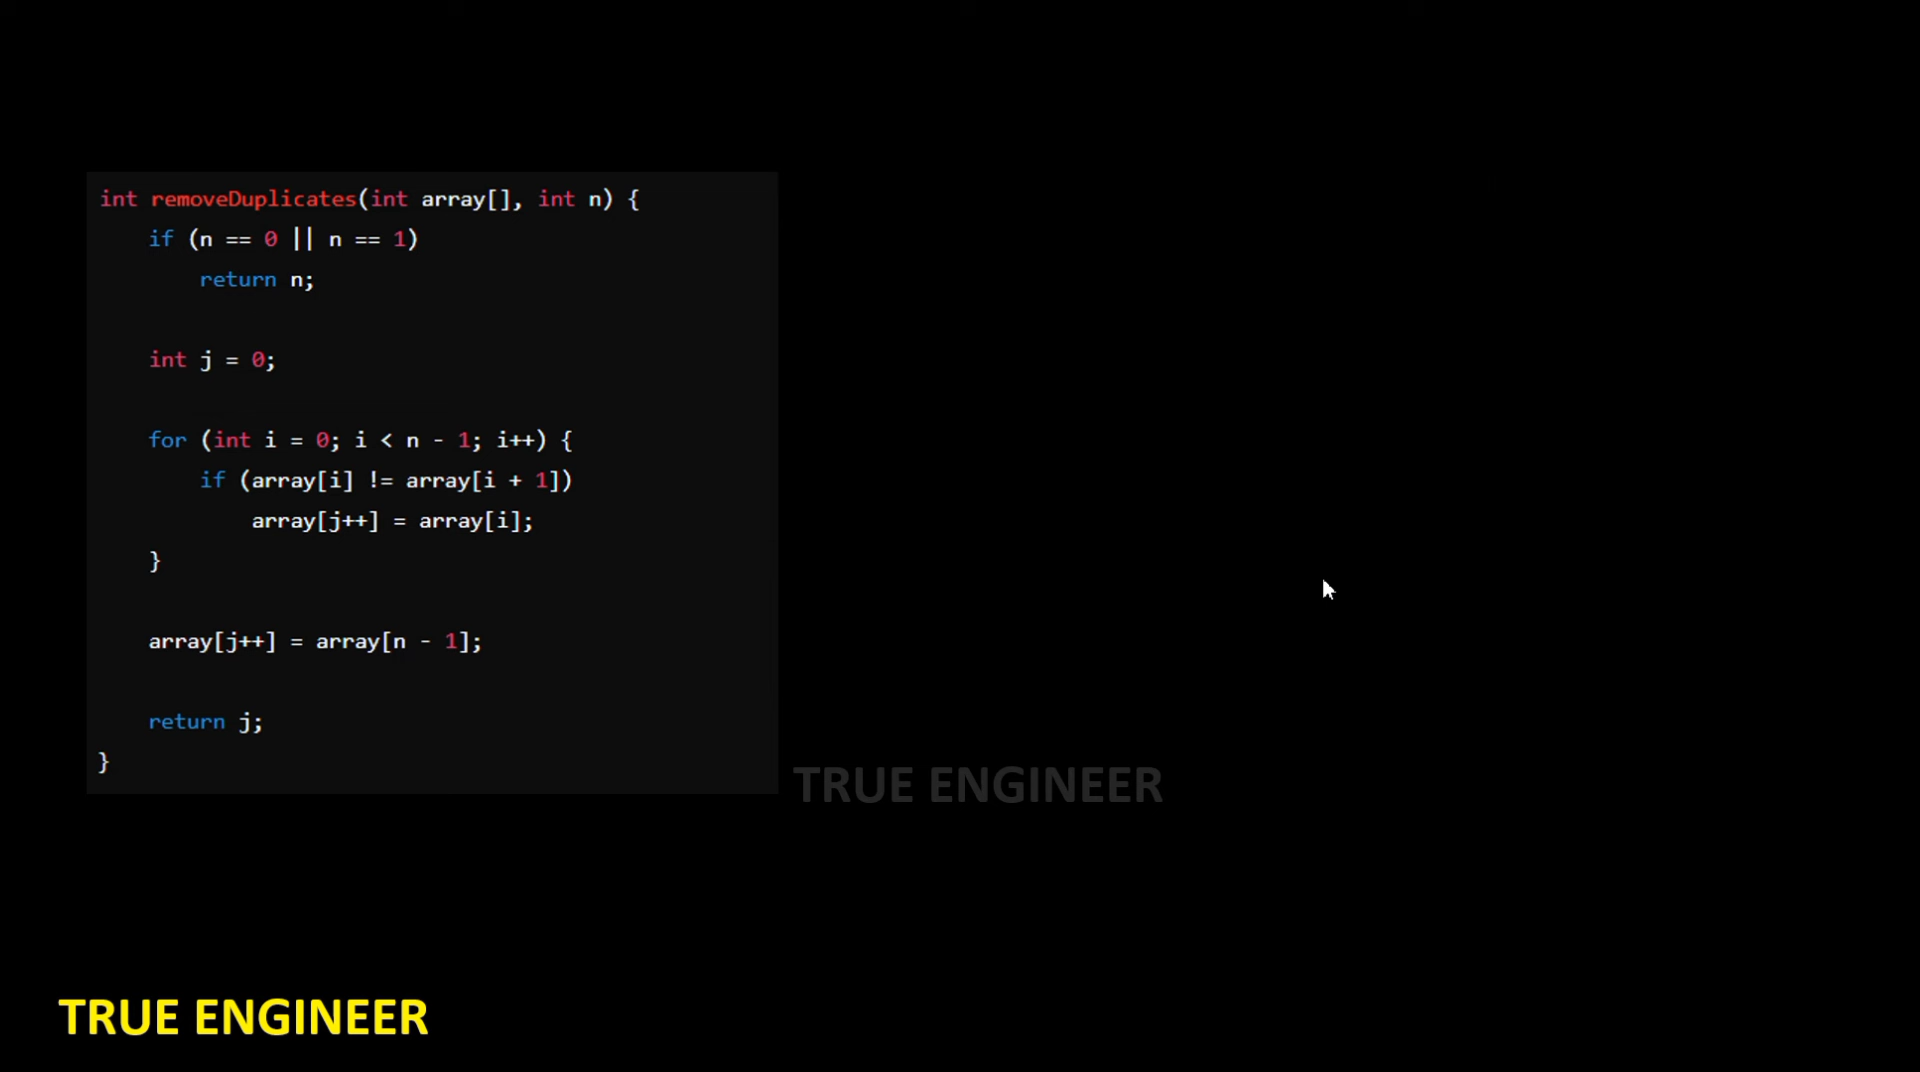 int removeDuplicates(int array[], int n) {
    if (n == 0 || n == 1)
        return n;
    int j = 0;
    for (int i = 0; i < n - 1; i++) {
        if (array[i] != array[i + 1])
            array[j++] = array[i];
    }
    array[j++] = array[n - 1];
    return j;
}
TRUE ENGINEER
TRUE ENGINEER